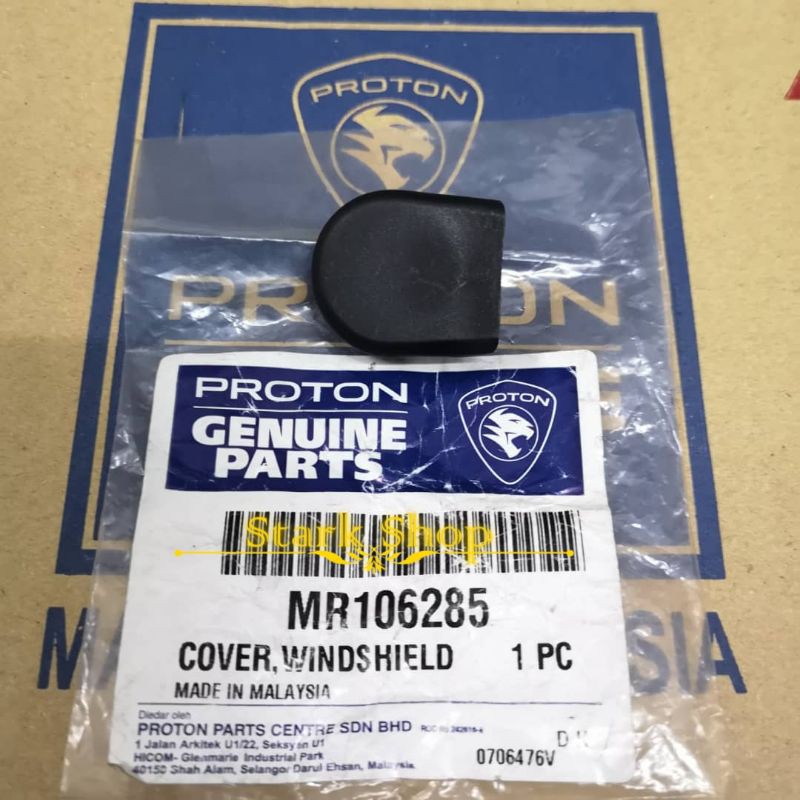 PROTON
PROTON
PROTON
GENUINE
PARTS
PROTON
Stark Shop
MR106285
COVER, WINDSHIELD 1 PC
MADE IN MALAYSIA
Diedar oleh
PROTON PARTS CENTRE SDN BHD
1 Jalan Arkitek U1/22, Seksyen U1
HICOM- Glenmarie Industrial Park
40150 Shah Alam, Selangor Darul Ehsan, Malaysia.
0706476V